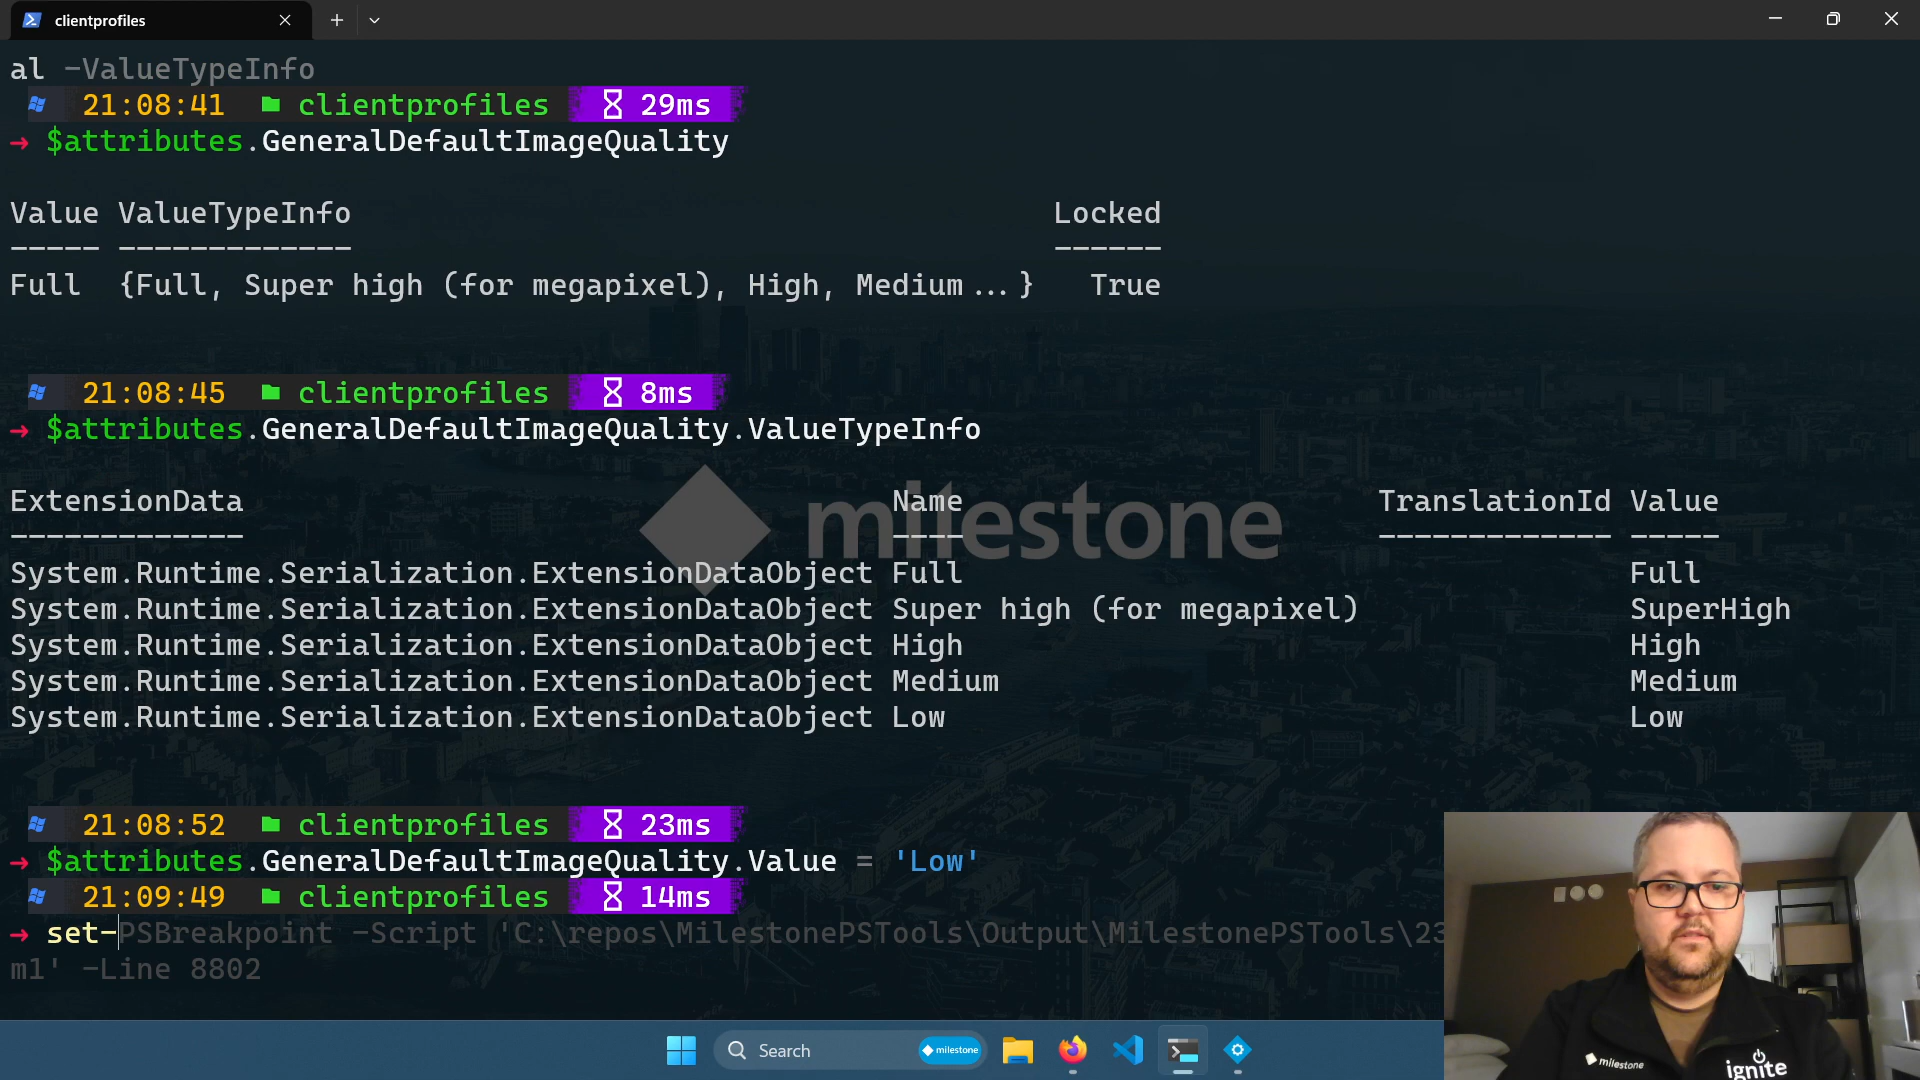 clientprofiles
al -ValueTypeInfo
21:08:41 clientprofiles 29ms
→ $attributes.GeneralDefaultImageQuality
Value ValueTypeInfo Locked
----- ------------- ------
Full {Full, Super high (for megapixel), High, Medium...} True
21:08:45 clientprofiles 8ms
→ $attributes.GeneralDefaultImageQuality.ValueTypeInfo
milestone
ExtensionData Name TranslationId Value
------------- ---- ------------- -----
System.Runtime.Serialization.ExtensionDataObject Full Full
System.Runtime.Serialization.ExtensionDataObject Super high (for megapixel) SuperHigh
System.Runtime.Serialization.ExtensionDataObject High High
System.Runtime.Serialization.ExtensionDataObject Medium Medium
System.Runtime.Serialization.ExtensionDataObject Low Low
21:08:52 clientprofiles 23ms
→ $attributes.GeneralDefaultImageQuality.Value = 'Low'
21:09:49 clientprofiles 14ms
→ set-PSBreakpoint -Script 'C:\repos\MilestonePSTools\Output\MilestonePSTools\23
m1' -Line 8802
Search milestone
milestone
ignite